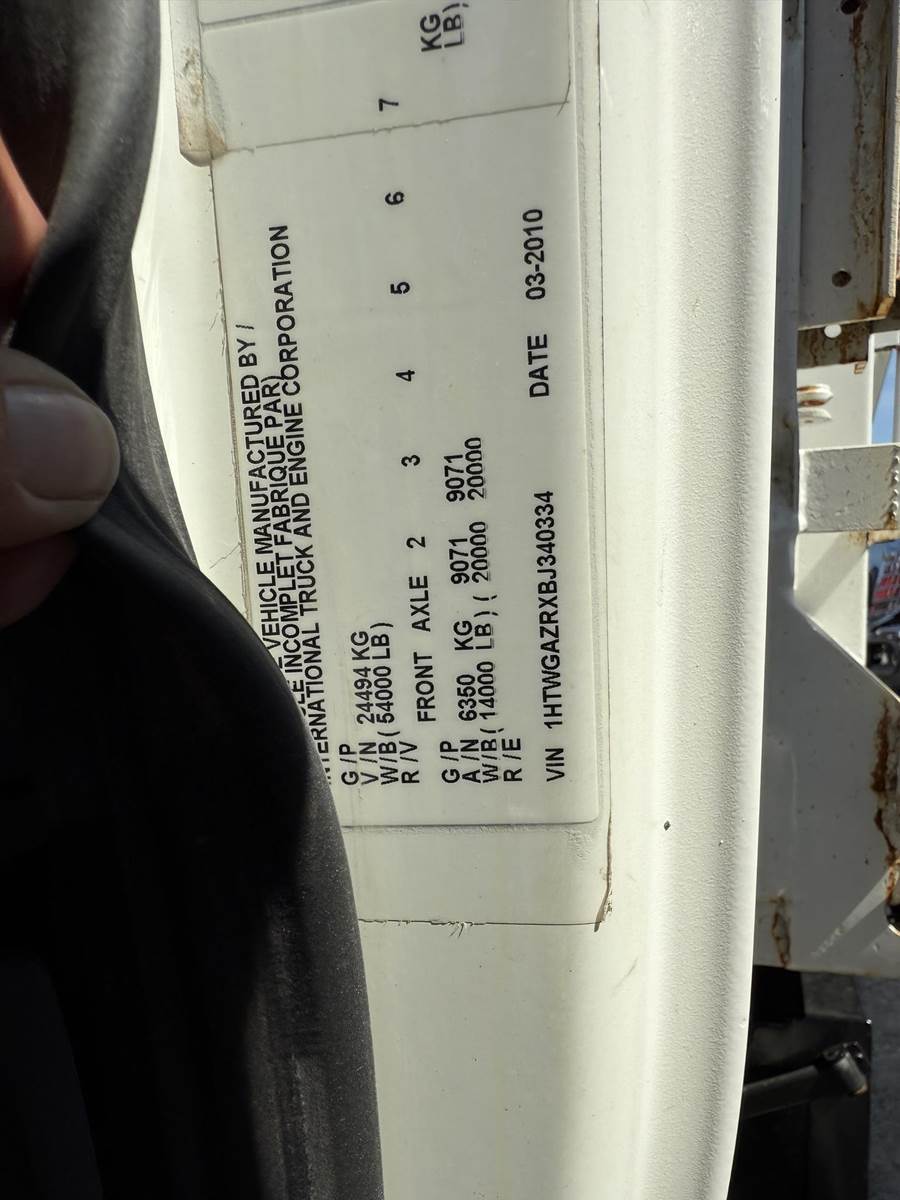 VEHICLE MANUFACTURED BY /
INCOMPLET FABRIQUE PAR)
INTERNATIONAL TRUCK AND ENGINE CORPORATION
G /P
V /N 24494 KG
W/B ( 54000 LB )
R /V FRONT AXLE 2 3 4 5 6 7
G /P
A /N 6350 KG 9071 9071 KG
W/B ( 14000 LB ) ( 20000 20000 LB )
R /E
VIN 1HTWGAZRXBJ340334 DATE 03-2010